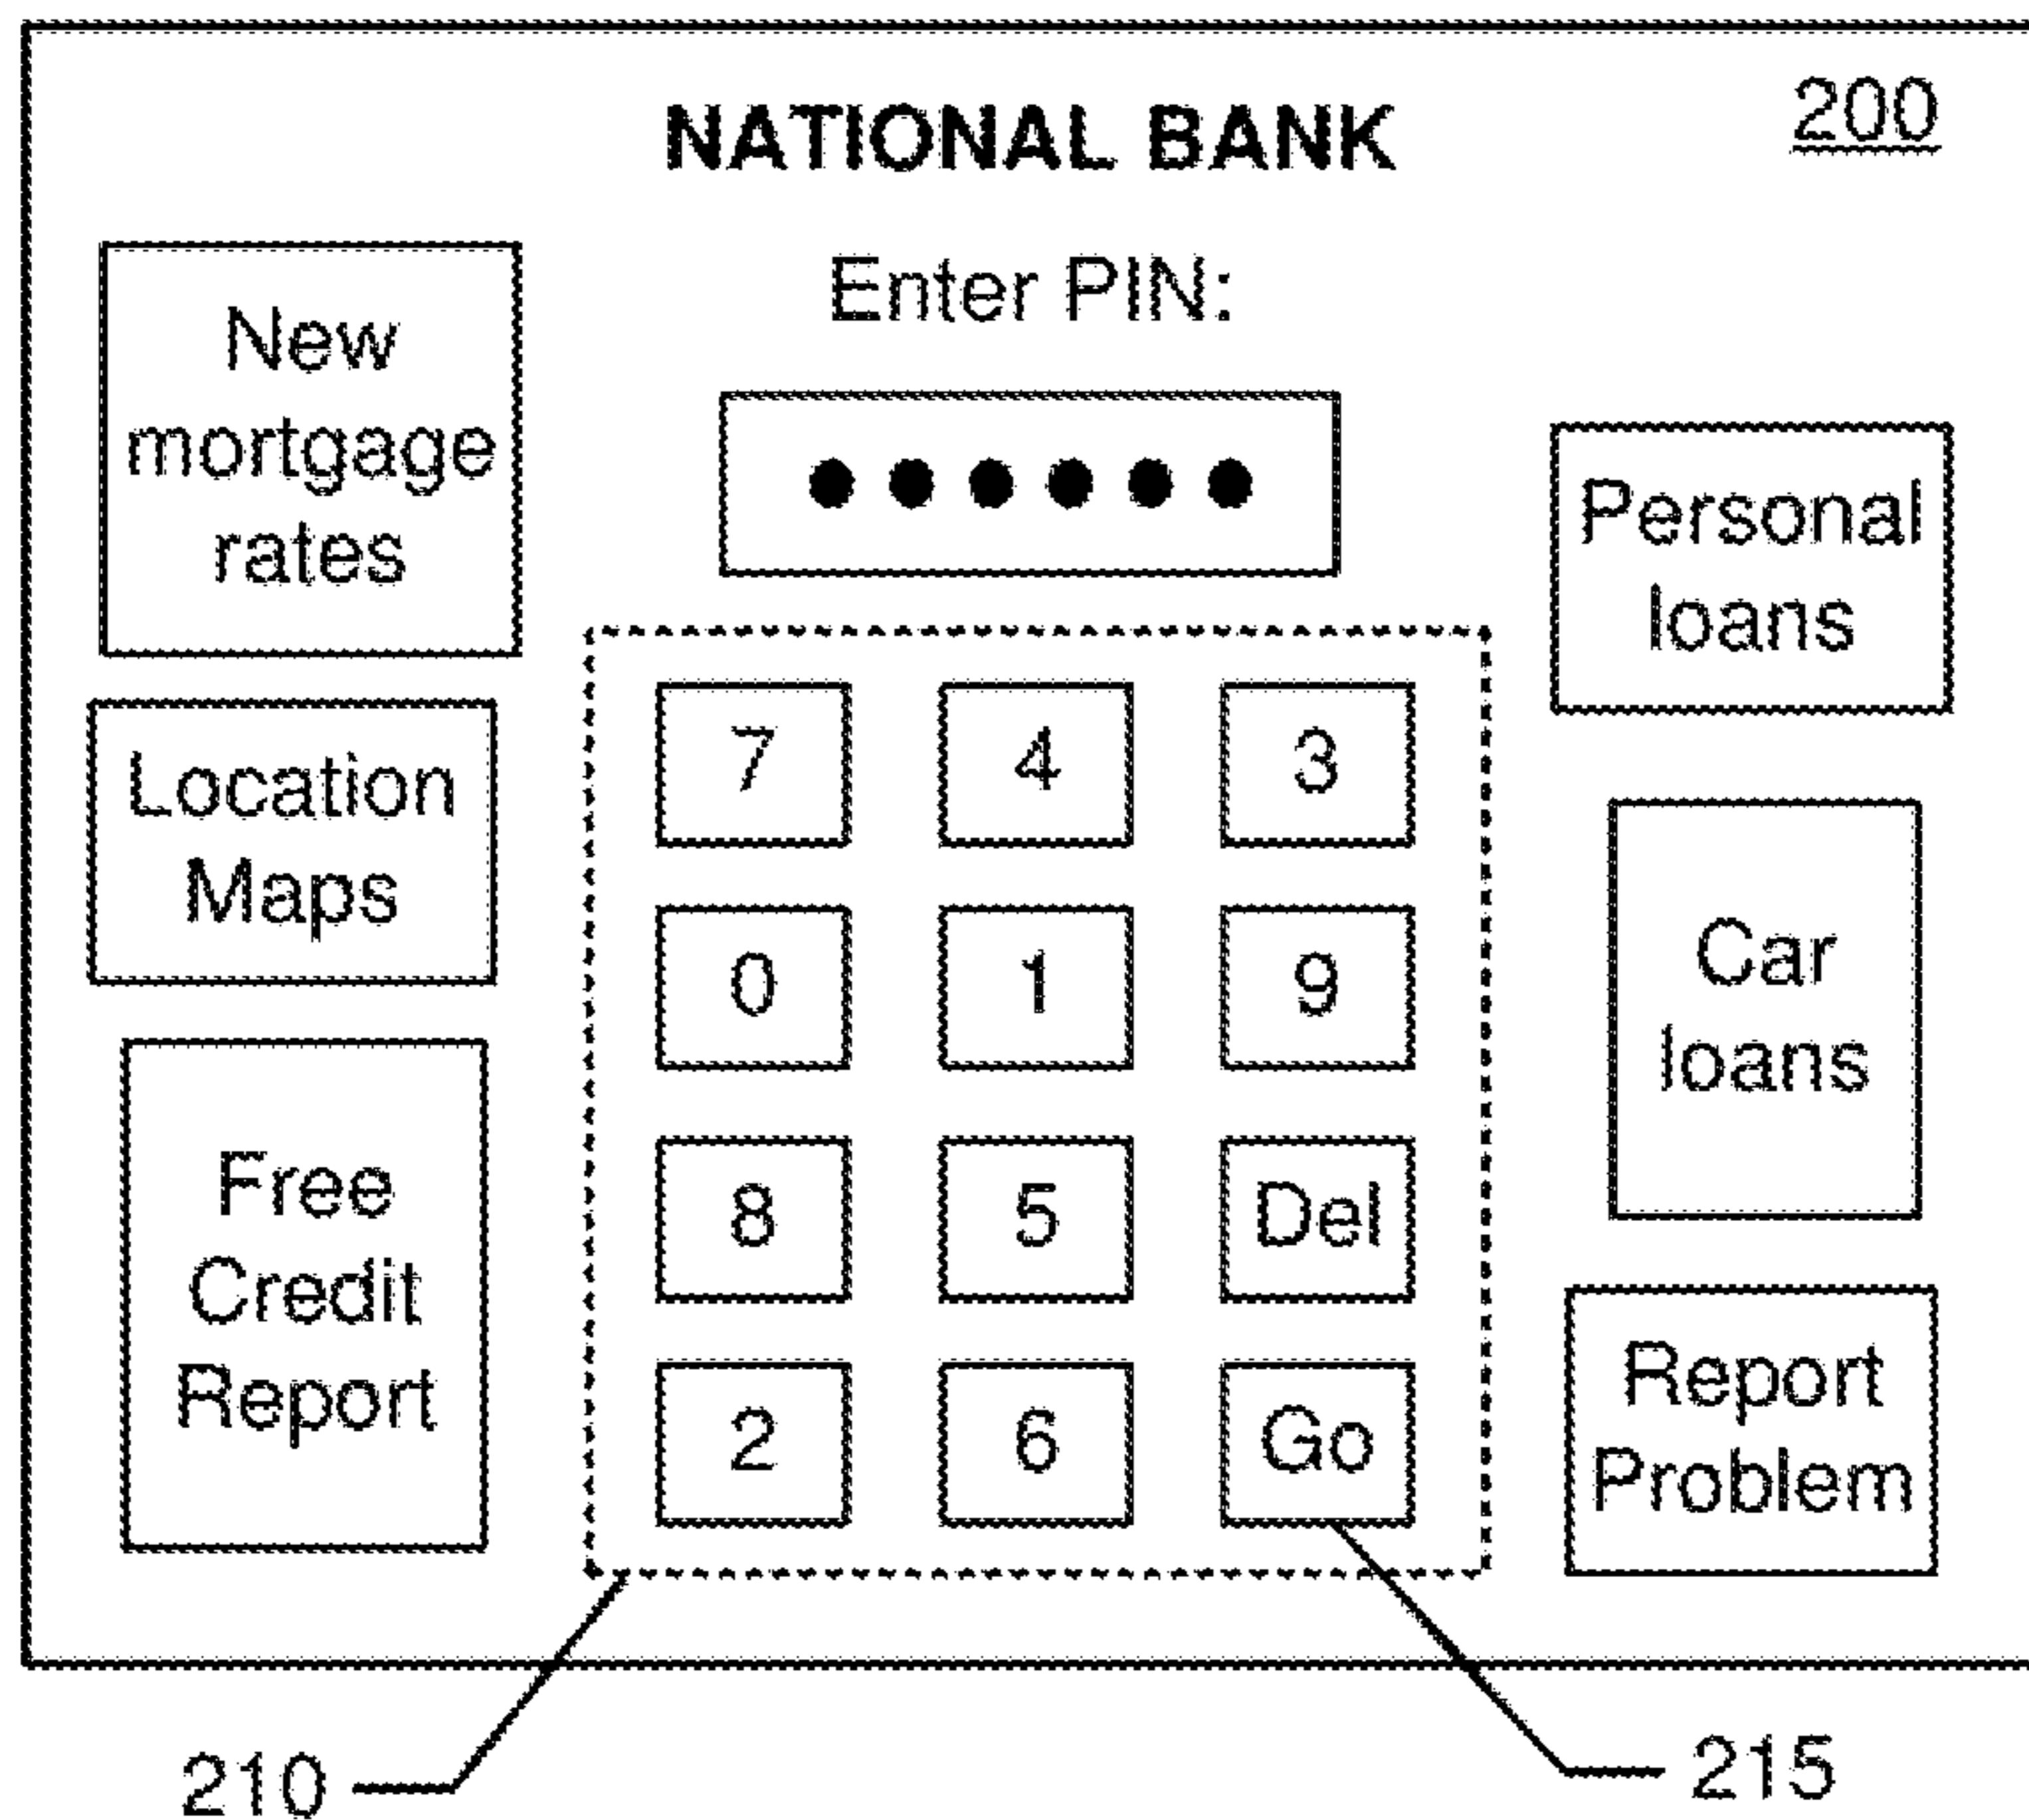 200
NATIONAL BANK
Enter PIN:
New
mortgage
rates
Location
Maps
Free
Credit
Report
●●●●●●
7 4 3
0 1 9
8 5 Del
2 6 Go
Personal
loans
Car
loans
Report
Problem
210
215